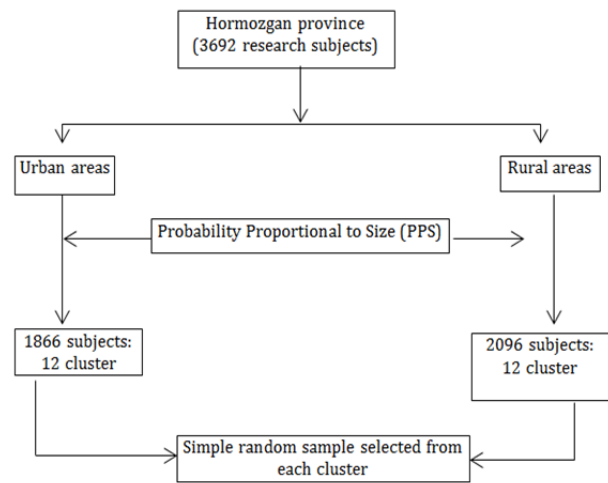 Hormozgan province
(3692 research subjects)
Urban areas
Rural areas
Probability Proportional to Size (PPS)
1866 subjects:
12 cluster
2096 subjects:
12 cluster
Simple random sample selected from
each cluster